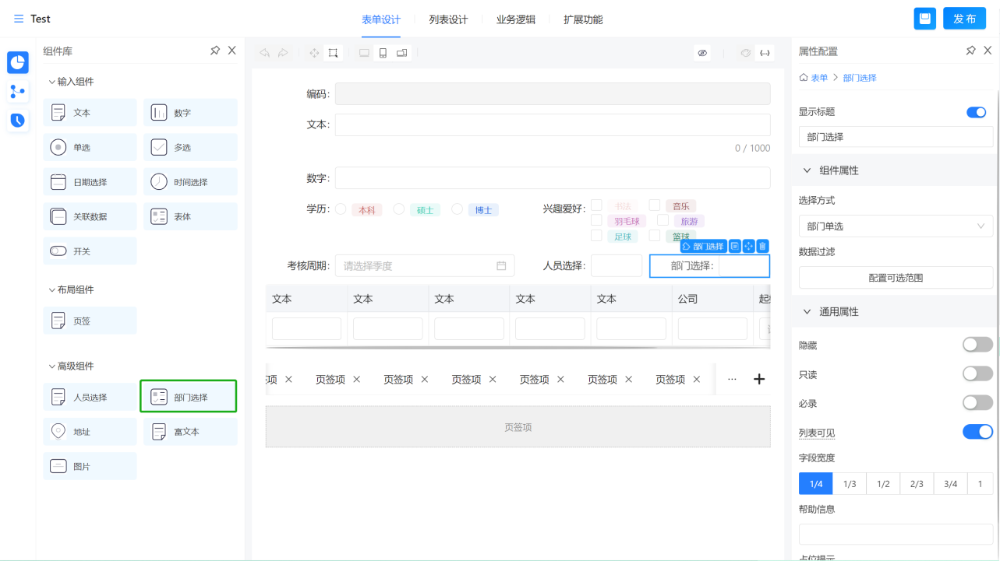 Test
表单设计
列表设计
业务逻辑
扩展功能
发 布
组件库
输入组件
文本
数字
单选
多选
日期选择
时间选择
关联数据
表体
开关
布局组件
页签
高级组件
人员选择
部门选择
地址
富文本
图片
编码:
文本:
0 / 1000
数字:
学历:
本科
硕士
博士
兴趣爱好:
书法
音乐
羽毛球
旅游
足球
篮球
部门选择
考核周期:
请选择季度
人员选择:
部门选择:
文本
文本
文本
文本
文本
公司
项
页签项
页签项
页签项
页签项
页签项
页签项
...
页签项
属性配置
表单 > 部门选择
显示标题
部门选择
组件属性
选择方式
部门单选
数据过滤
配置可选范围
通用属性
隐藏
只读
必录
列表可见
字段宽度
1/4
1/3
1/2
2/3
3/4
1
帮助信息
占位提示